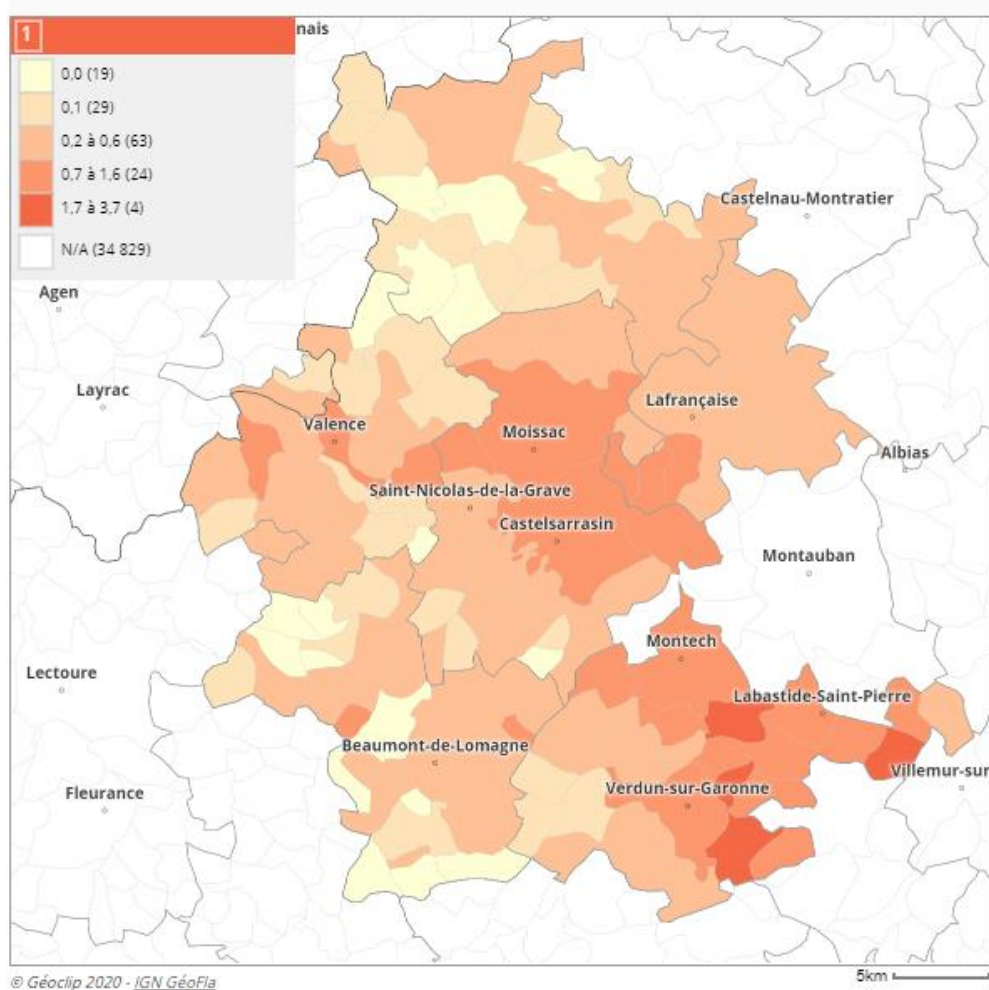 1
nais
0,0 (19)
0,1 (29)
0,2 à 0,6 (63)
0,7 à 1,6 (24)
1,7 à 3,7 (4)
N/A (34 829)
Castelnau-Montratier
Agen
Layrac
Lafrançaise
Valence
Moissac
Albias
Saint-Nicolas-de-la-Grave
Castelsarrasin
Montauban
Montech
Lectoure
Labastide-Saint-Pierre
Beaumont-de-Lomagne
Villemur-sur
Fleurance
Verdun-sur-Garonne
5km
© Géoclip 2020 - IGN GéoFla